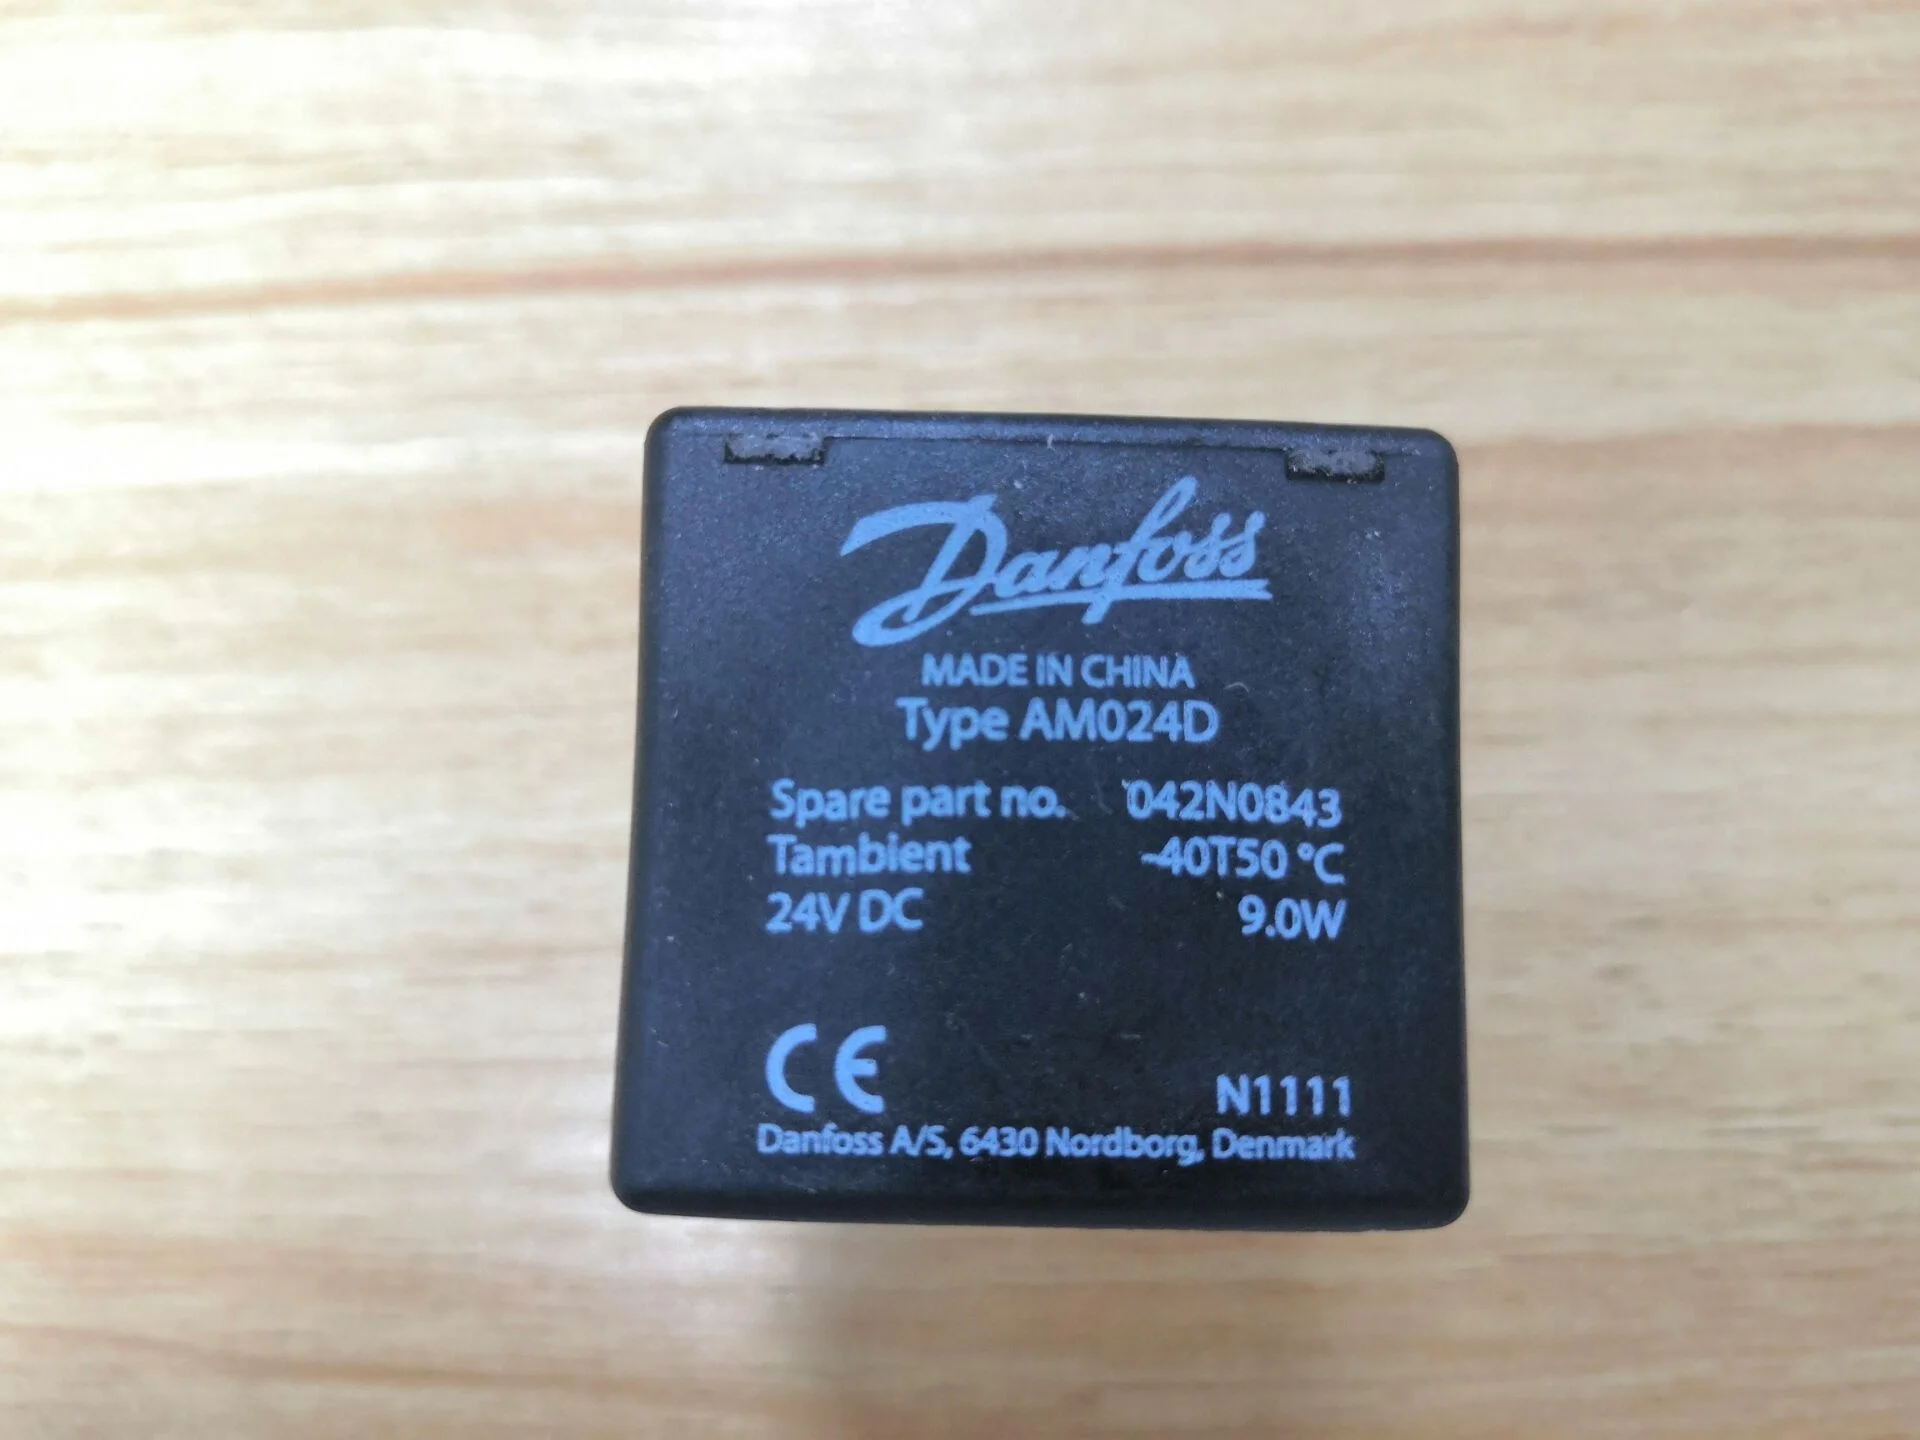 Danfoss
MADE IN CHINA
Type AM024D
Spare part no. 042N0843
Tambient -40T50 °C
24V DC 9.0W
CE N1111
Danfoss A/S, 6430 Nordborg, Denmark